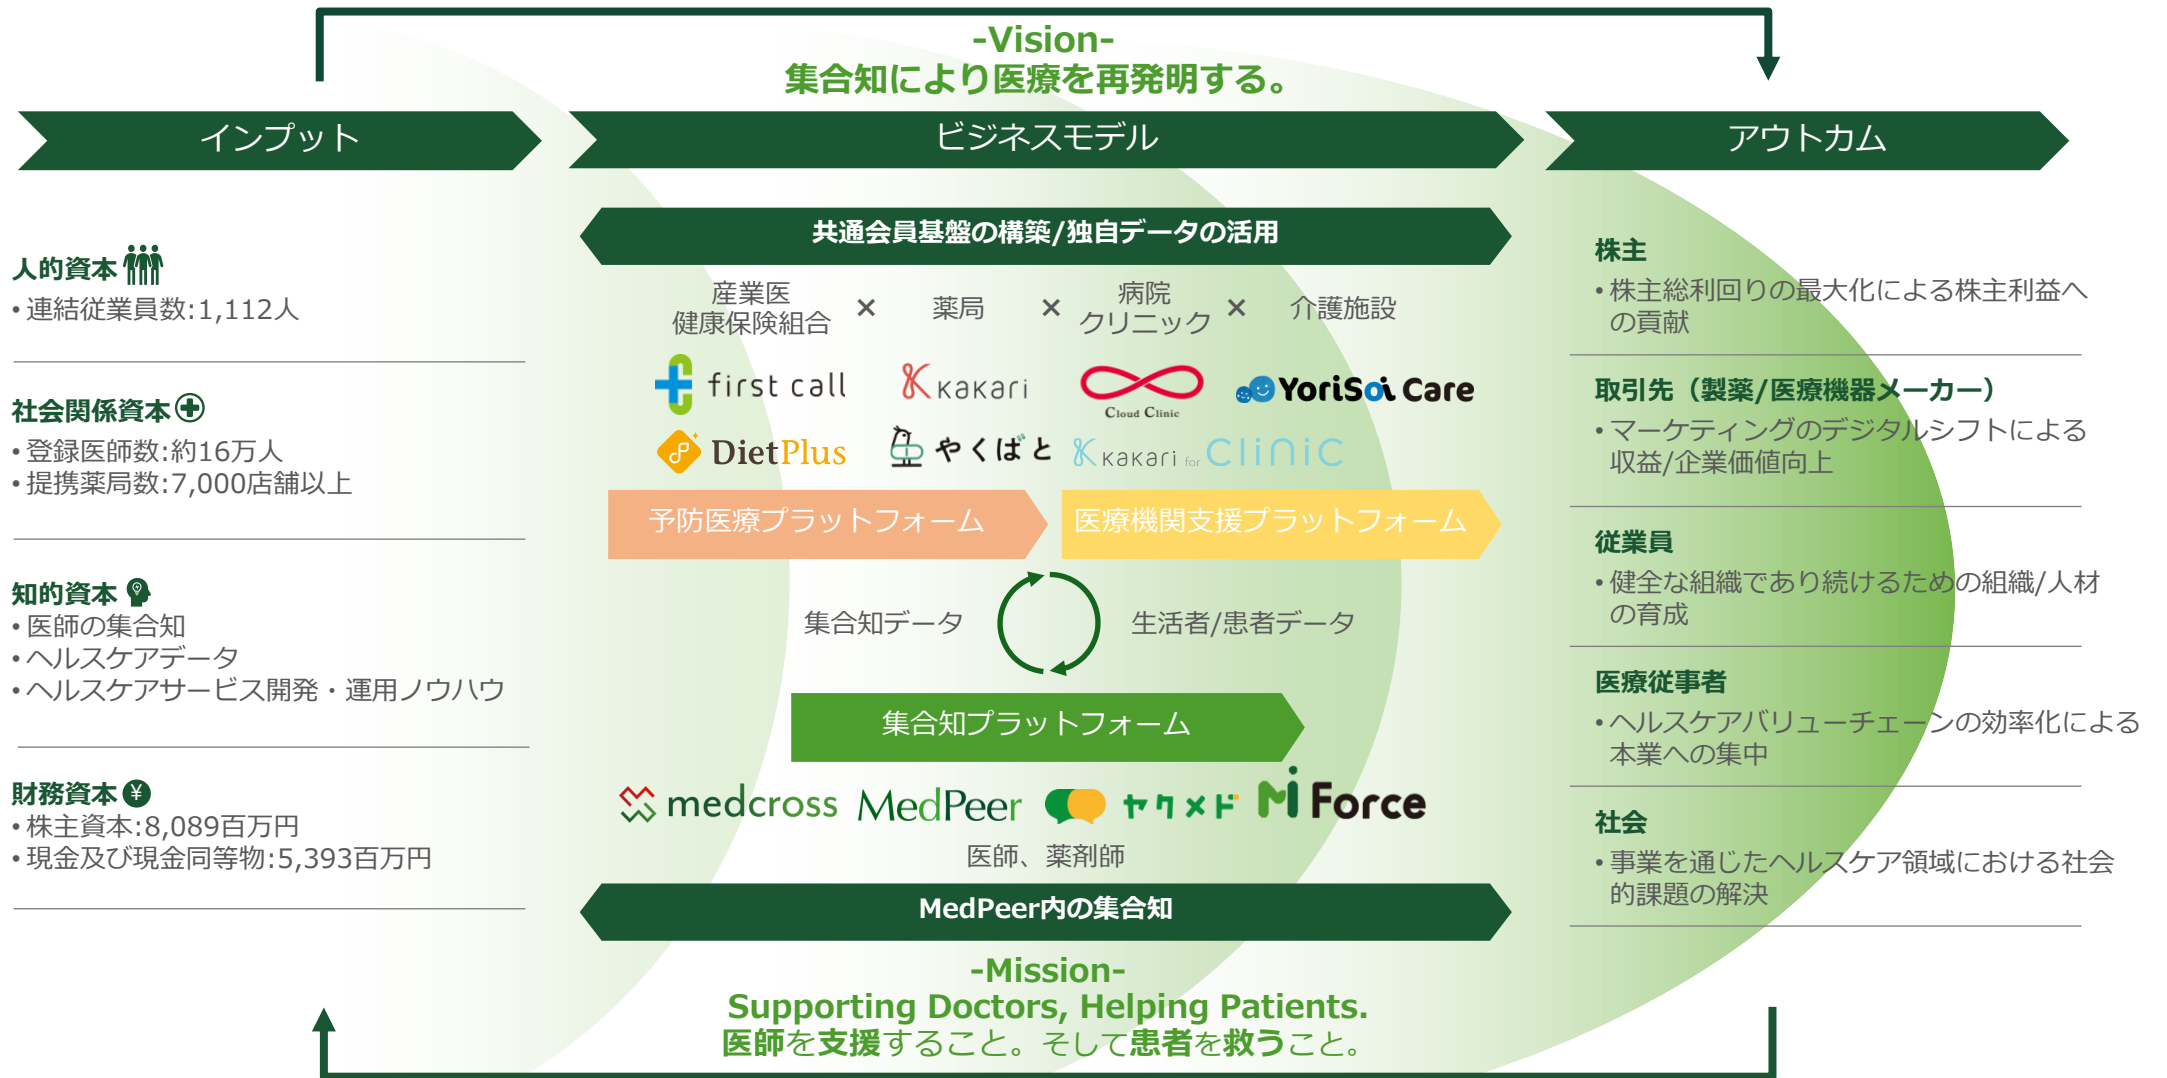 -Vision-
集合知により医療を再発明する。
インプット
ビジネスモデル
アウトカム
人的資本
• 連結従業員数:1,112人
社会関係資本
• 登録医師数:約16万人
• 提携薬局数:7,000店舗以上
知的資本
• 医師の集合知
• ヘルスケアデータ
• ヘルスケアサービス開発・運用ノウハウ
財務資本
¥
• 株主資本:8,089百万円
• 現金及び現金同等物:5,393百万円
共通会員基盤の構築/独自データの活用
産業医
健康保険組合
×
薬局
×
病院
クリニック
×
介護施設
first call
kakari
Cloud Clinic
YoriSoi Care
DietPlus
やくばと
kakari for CLiNiC
予防医療プラットフォーム
医療機関支援プラットフォーム
集合知データ
生活者/患者データ
集合知プラットフォーム
medcross
MedPeer
ヤクメド
Mi Force
医師、薬剤師
MedPeer内の集合知
-Mission-
Supporting Doctors, Helping Patients.
医師を支援すること。そして患者を救うこと。
株主
• 株主総利回りの最大化による株主利益へ
の貢献
取引先（製薬/医療機器メーカー）
• マーケティングのデジタルシフトによる
収益/企業価値向上
従業員
• 健全な組織であり続けるための組織/人材
の育成
医療従事者
• ヘルスケアバリューチェーンの効率化による
本業への集中
社会
• 事業を通じたヘルスケア領域における社会
的課題の解決